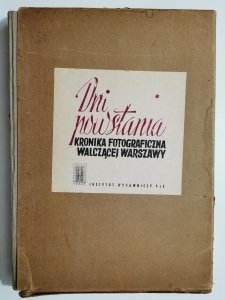 Dni
powstania
KRONIKA FOTOGRAFICZNA
WALCZĄCEJ WARSZAWY
INSTYTUT WYDAWNICZY PAX